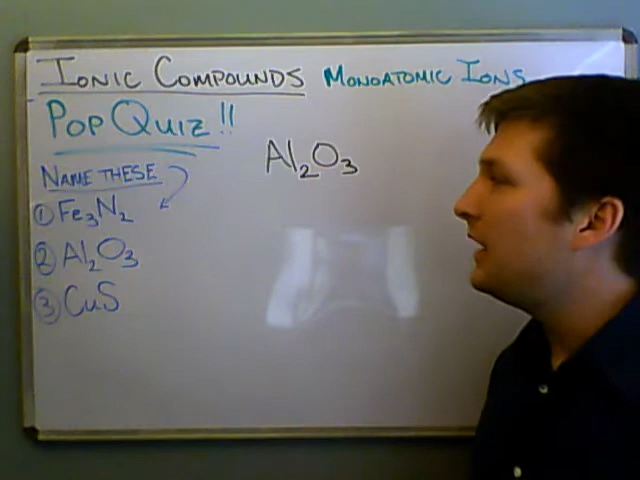 IONIC COMPOUNDS MONOATOMIC IONS
POP QUIZ!!
Al₂O₃
NAME THESE
① Fe₃N₂
② Al₂O₃
③ CuS